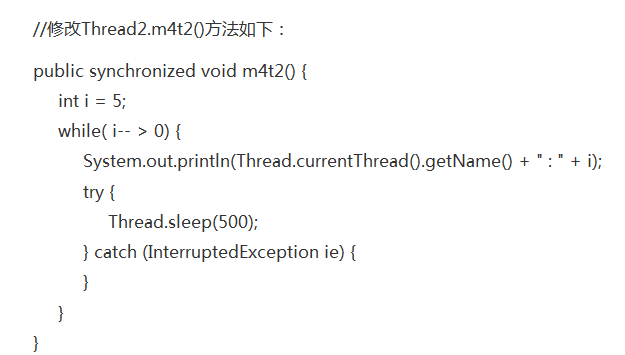 //修改Thread2.m4t2()方法如下：
public synchronized void m4t2() {
int i = 5;
while( i-- > 0) {
System.out.println(Thread.currentThread().getName() + " : " + i);
try {
Thread.sleep(500);
} catch (InterruptedException ie) {
}
}
}